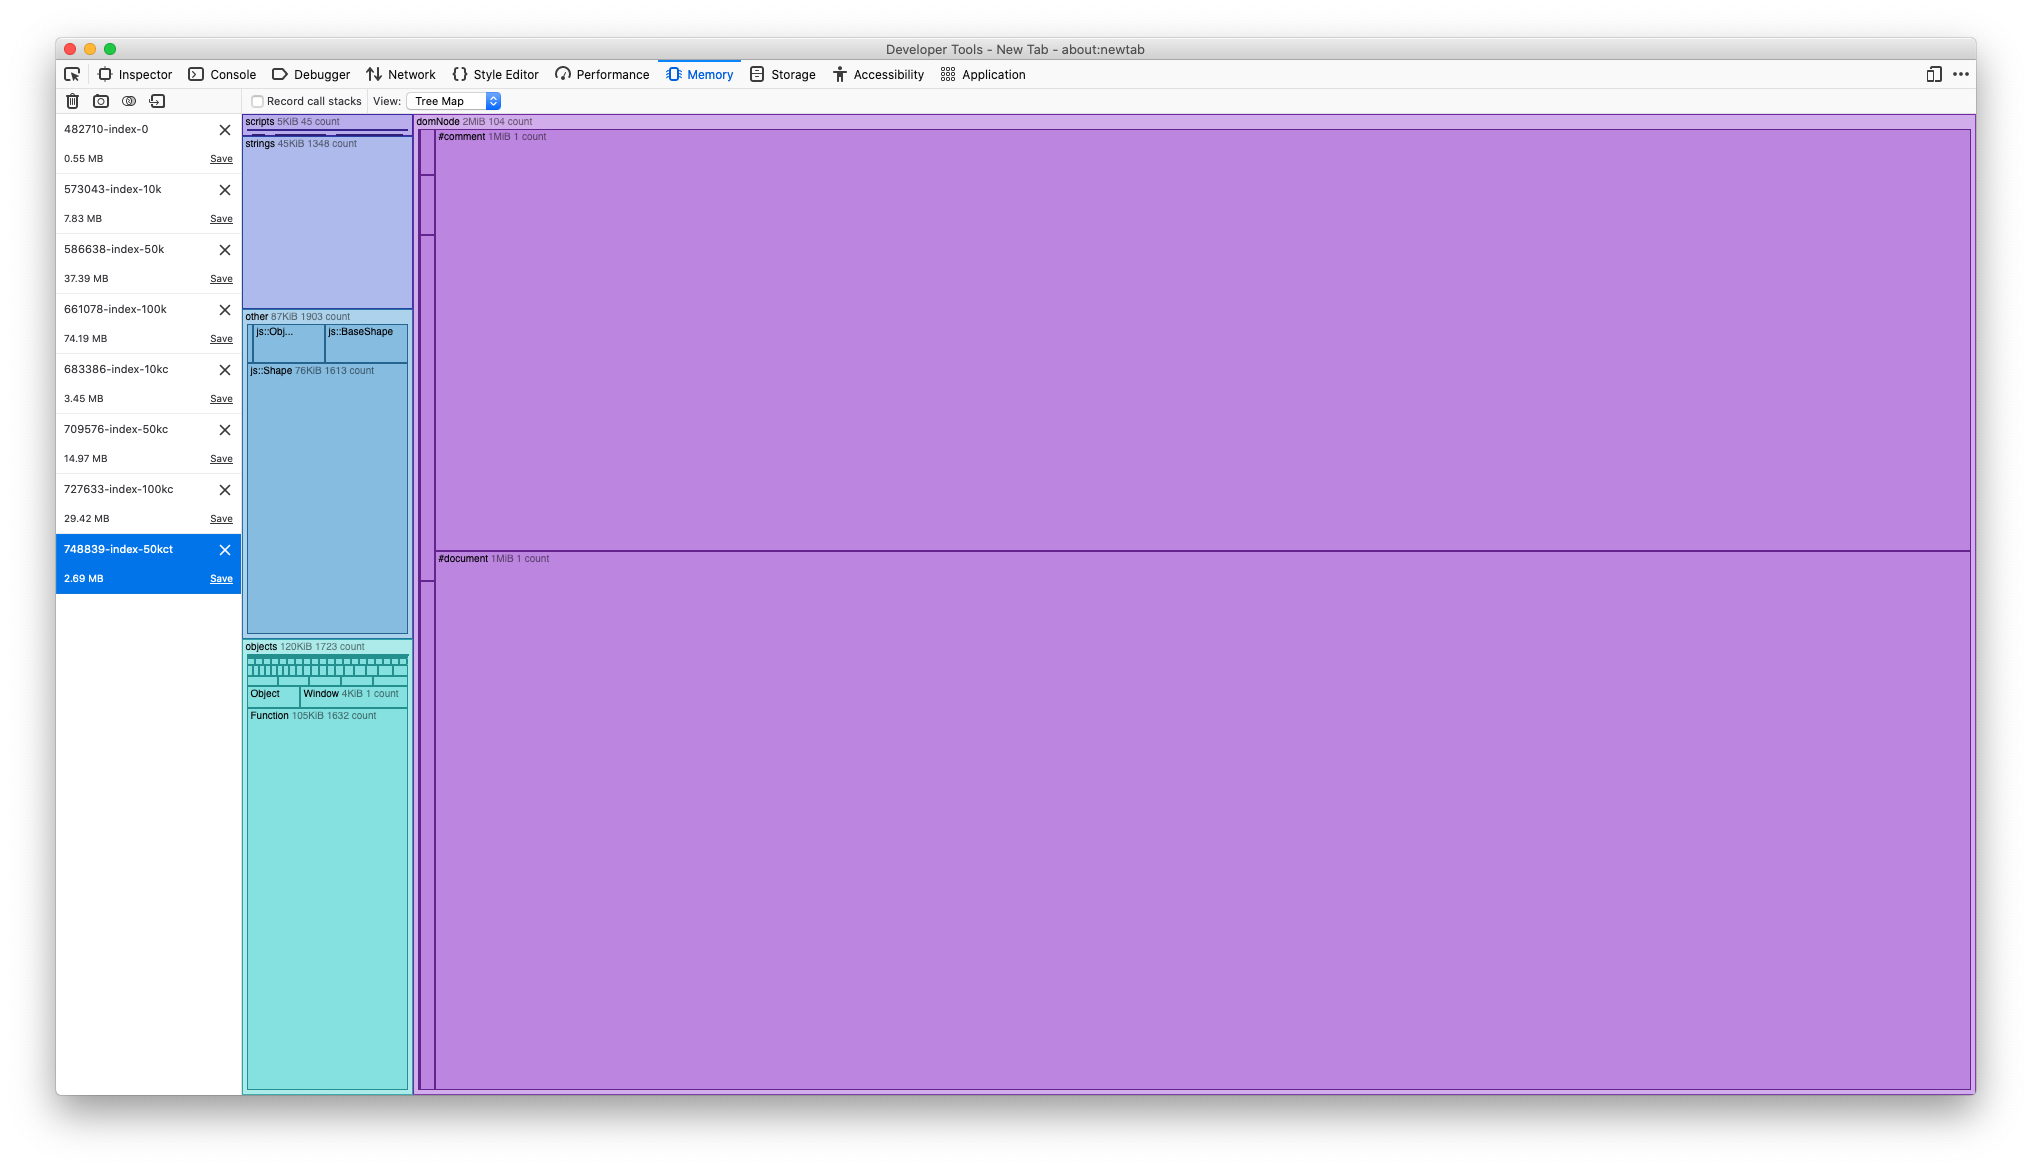 Developer Tools - New Tab - about:newtab
Inspector Console Debugger Network Style Editor Performance Memory Storage Accessibility Application
Record call stacks View: Tree Map
482710-index-0
0.55 MB Save
573043-index-10k
7.83 MB Save
586638-index-50k
37.39 MB Save
661078-index-100k
74.19 MB Save
683386-index-10kc
3.45 MB Save
709576-index-50kc
14.97 MB Save
727633-index-100kc
29.42 MB Save
748839-index-50kct
2.69 MB Save
scripts 5KiB 45 count
strings 45KiB 1348 count
other 87KiB 1903 count
js::Obj... js::BaseShape
js::Shape 76KiB 1613 count
objects 120KiB 1723 count
Object Window 4KiB 1 count
Function 105KiB 1632 count
domNode 2MiB 104 count
#comment 1MiB 1 count
#document 1MiB 1 count